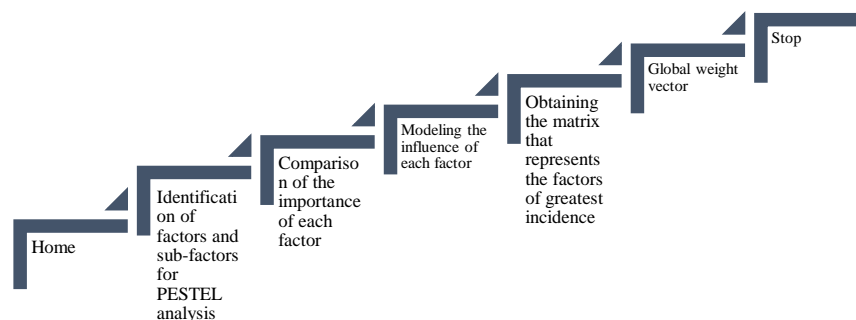 Home
Identificati
on of
factors and
sub-factors
for
PESTEL
analysis
Compariso
n of the
importance
of each
factor
Modeling the
influence of
each factor
Obtaining
the matrix
that
represents
the factors
of greatest
incidence
Global weight
vector
Stop